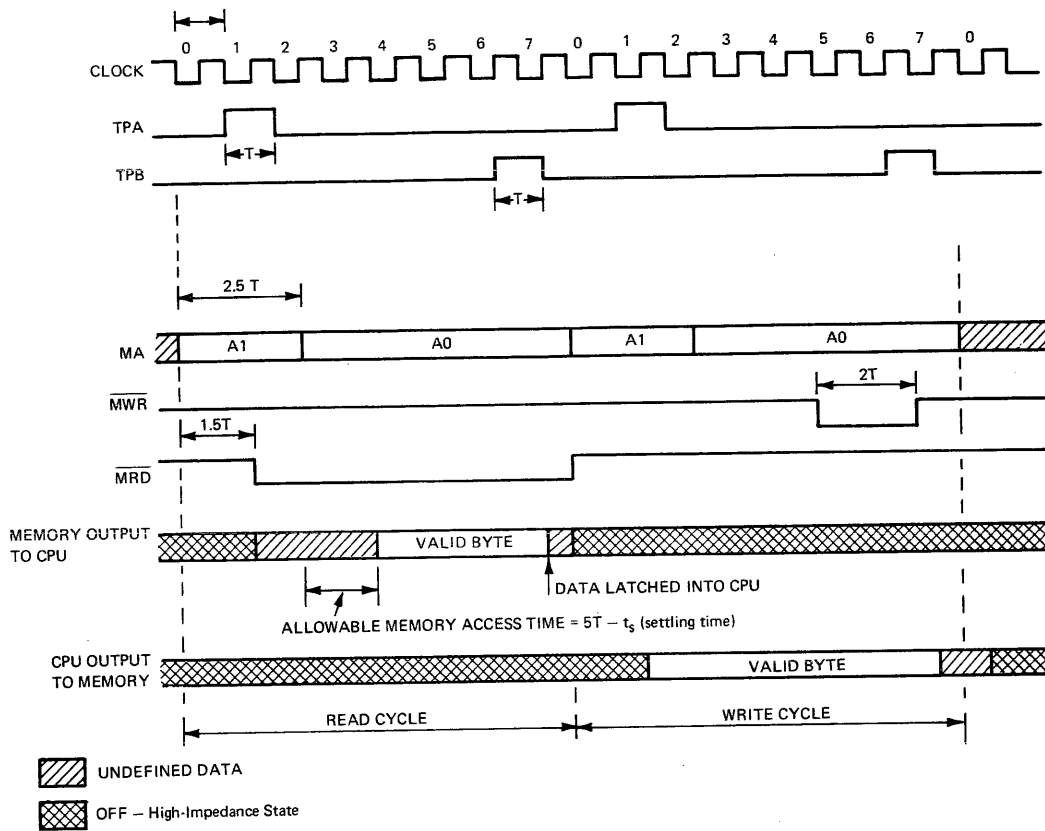 0 1 2 3 4 5 6 7 0 1 2 3 4 5 6 7 0
CLOCK
TPA
T
TPB
T
2.5 T
MA A1 A0 A1 A0
2T
MWR
1.5T
MRD
MEMORY OUTPUT
TO CPU
VALID BYTE
DATA LATCHED INTO CPU
ALLOWABLE MEMORY ACCESS TIME = 5T – ts (settling time)
CPU OUTPUT
TO MEMORY
VALID BYTE
READ CYCLE WRITE CYCLE
UNDEFINED DATA
OFF – High-Impedance State